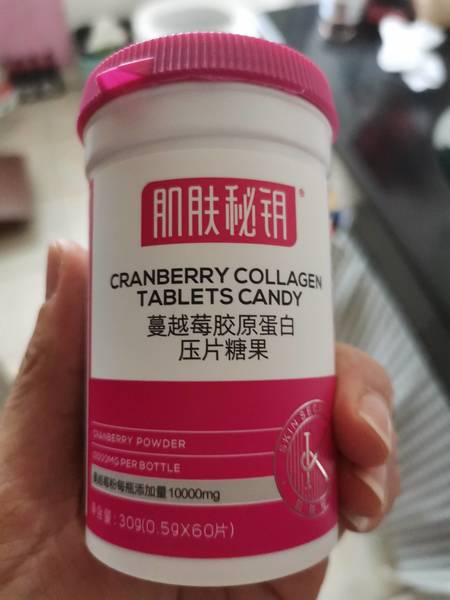 肌肤秘钥®
CRANBERRY COLLAGEN
TABLETS CANDY
蔓越莓胶原蛋白
压片糖果
CRANBERRY POWDER
10000MG PER BOTTLE
蔓越莓粉每瓶添加量10000mg
净含量：30g(0.5gX60片)
SKIN SEC